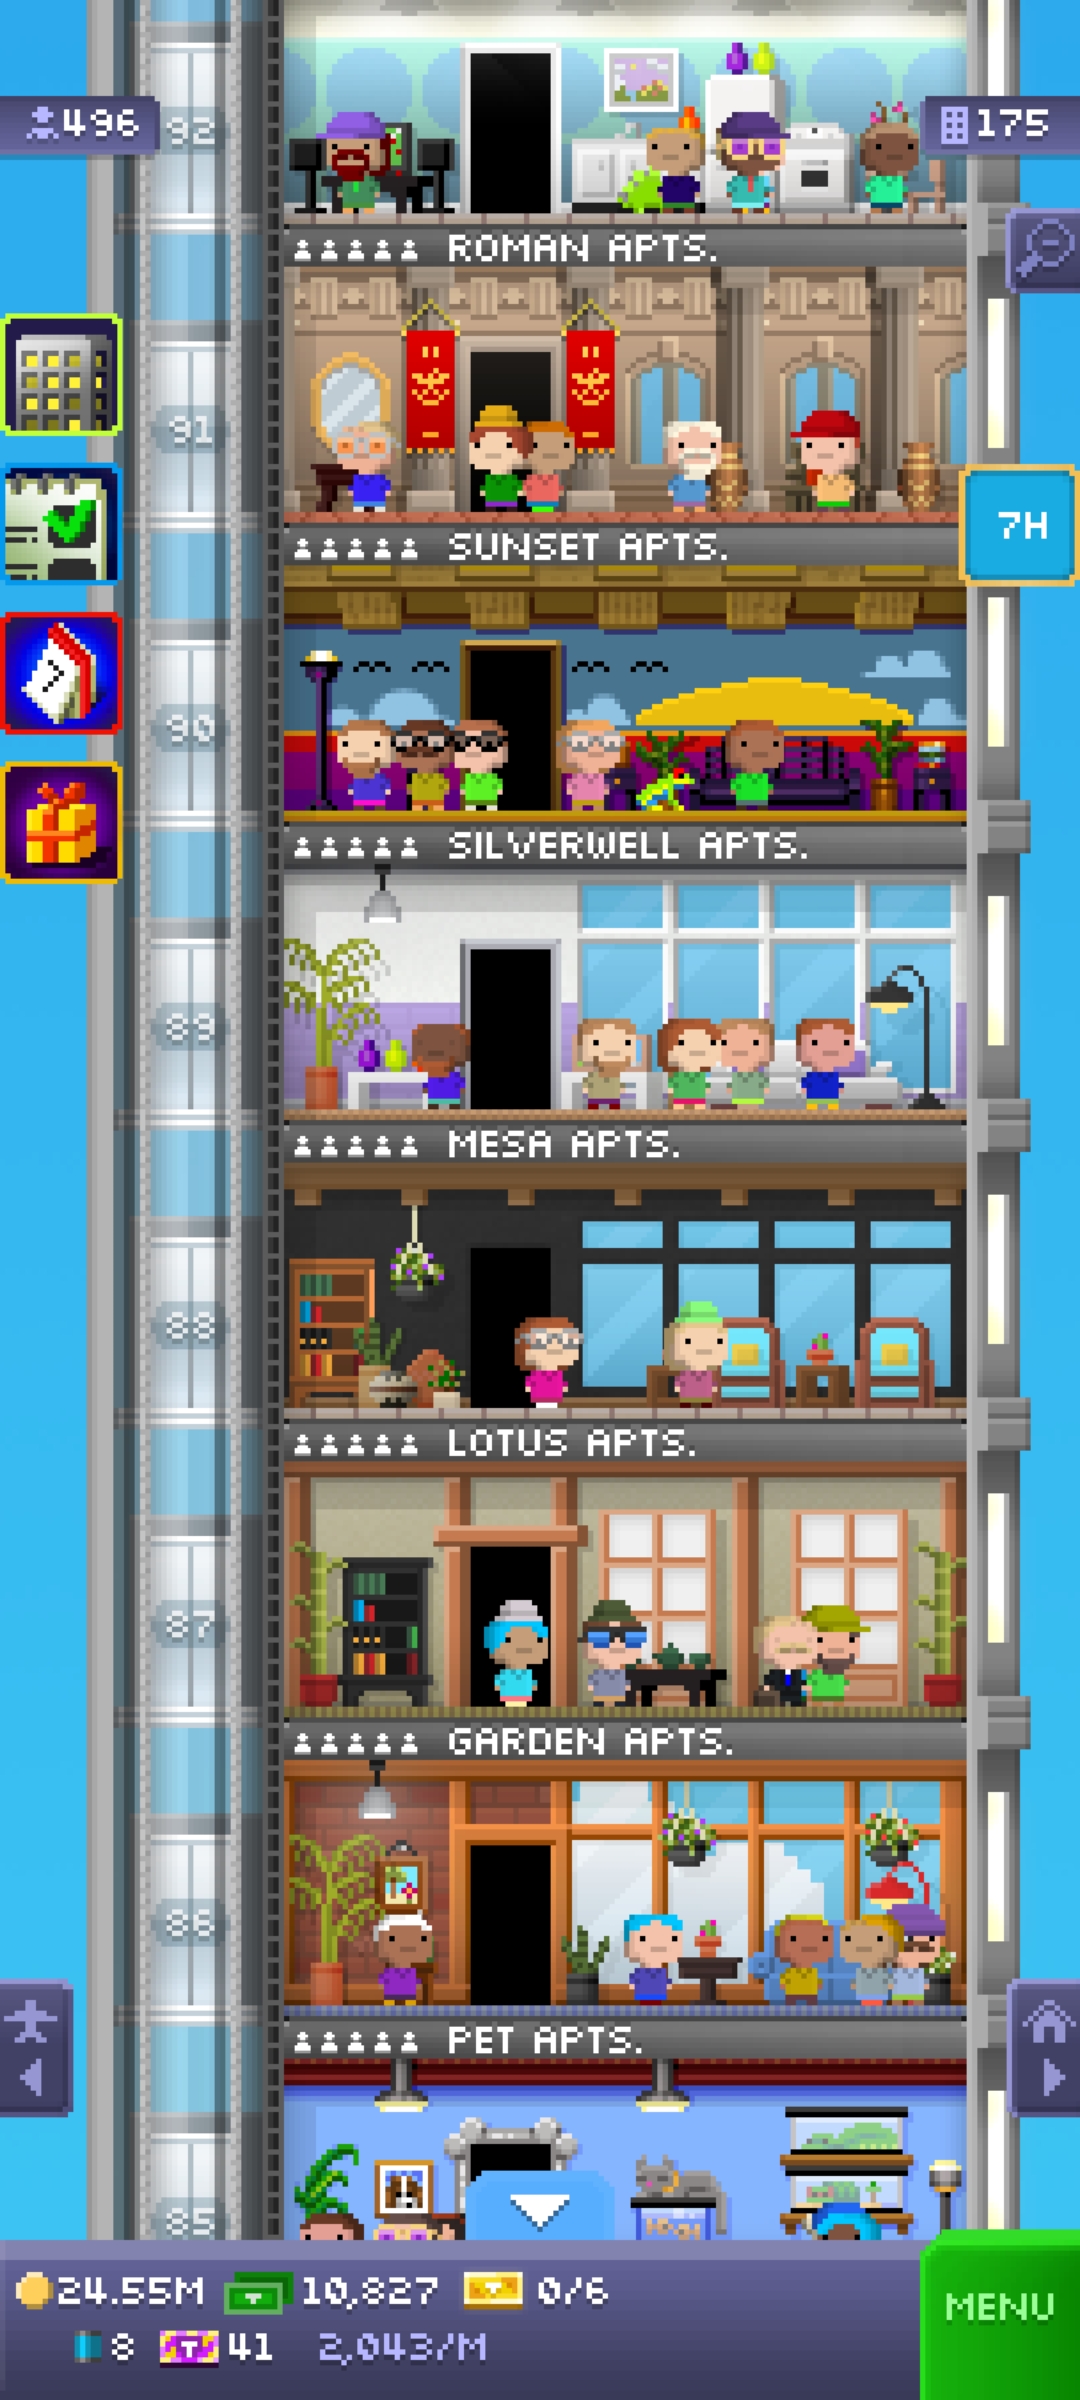 496
92
175
ROMAN APTS.
91
SUNSET APTS.
7H
90
SILVERWELL APTS.
89
MESA APTS.
88
LOTUS APTS.
87
GARDEN APTS.
86
PET APTS.
85
24.55M 10,827 0/6
8 T 41 2,043/M
MENU